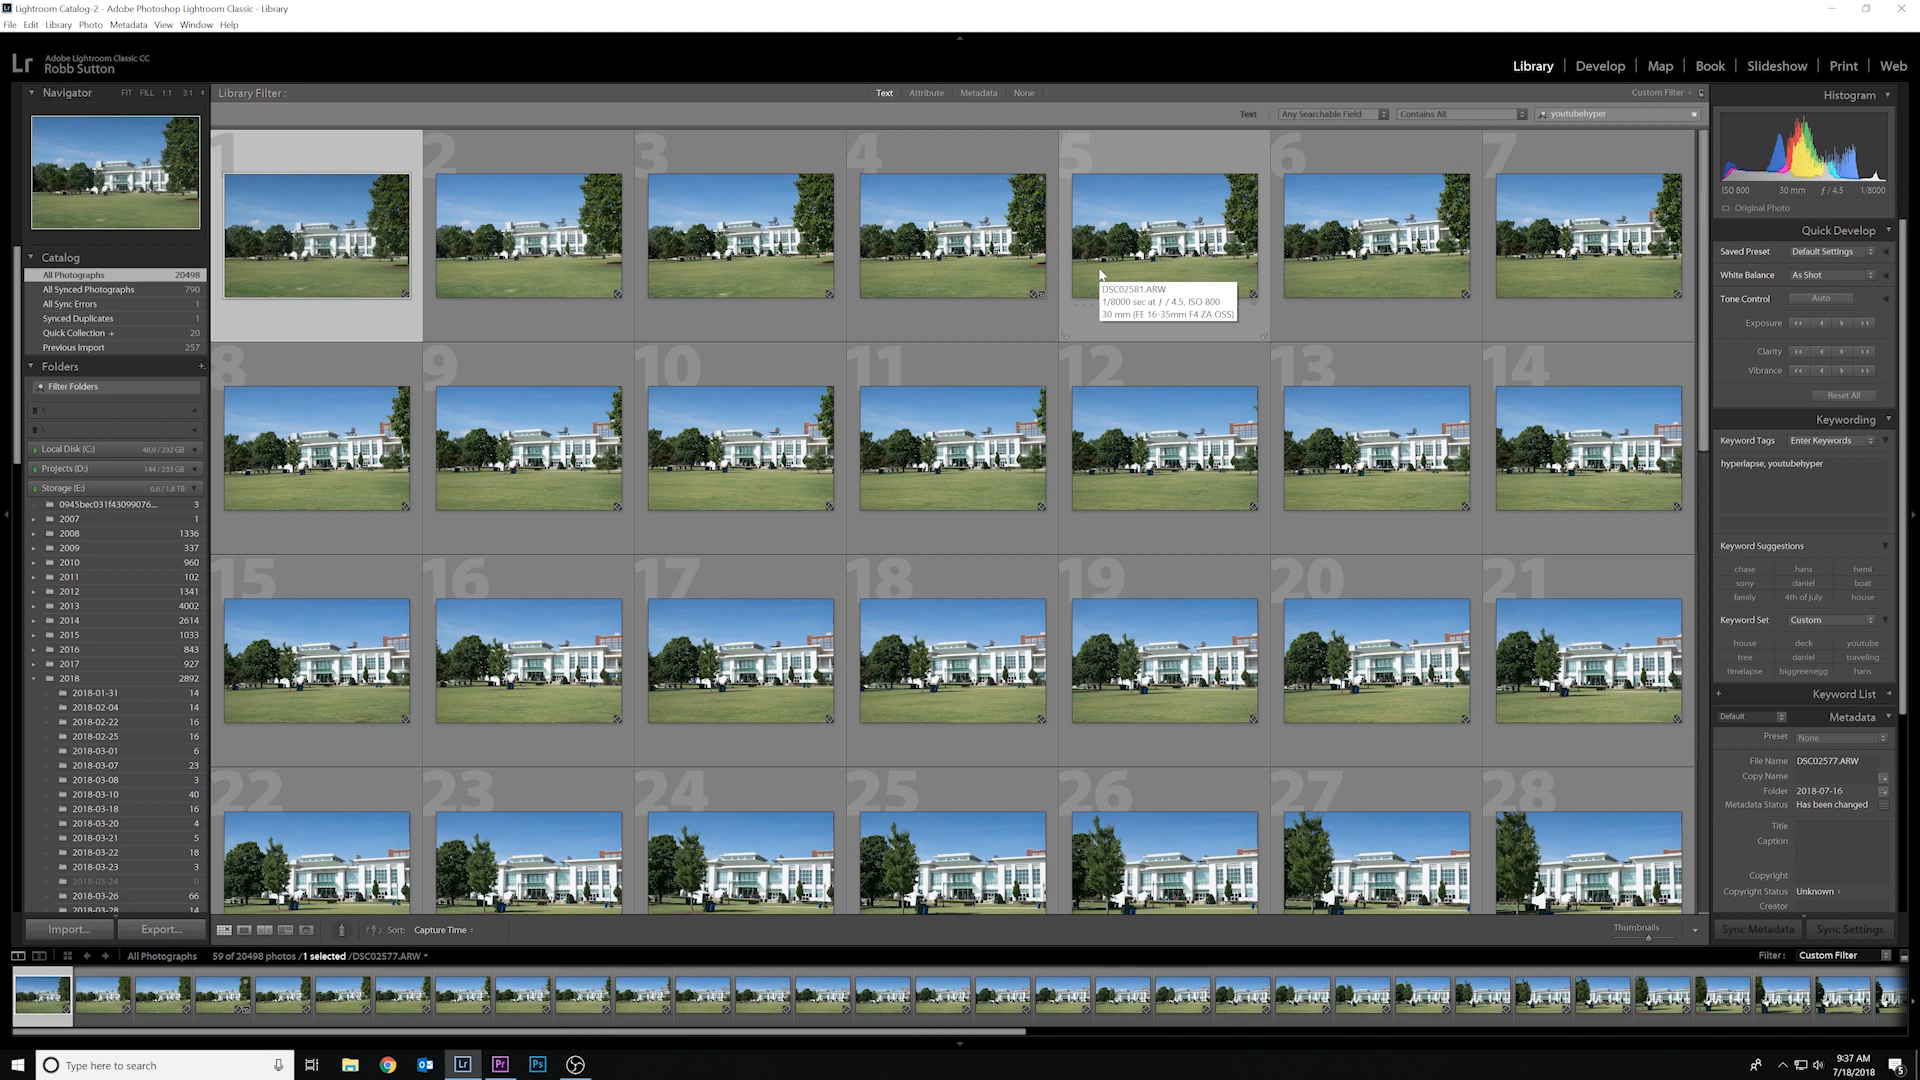 Lightroom Catalog-2 - Adobe Photoshop Lightroom Classic - Library
File Edit Library Photo Metadata View Window Help
Lr Adobe Lightroom Classic CC
Robb Sutton
Library | Develop | Map | Book | Slideshow | Print | Web
Navigator FIT FILL 1:1 3:1
Library Filter : Text Attribute Metadata None Custom Filter
Histogram
Text Any Searchable Field Contains All youtubehyper
1 2 3 4 5 6 7
ISO 800 30 mm ƒ / 4.5 1/8000
Original Photo
Quick Develop
Saved Preset Default Settings
White Balance As Shot
Tone Control Auto
Exposure
Clarity
Vibrance
Reset All
DSC02581.ARW
1/8000 sec at ƒ / 4.5, ISO 800
30 mm (FE 16-35mm F4 ZA OSS)
Catalog
All Photographs 20498
All Synced Photographs 790
All Sync Errors 1
Synced Duplicates 1
Quick Collection + 20
Previous Import 257
Folders +
Filter Folders
\
\
Local Disk (C:) 48.9 / 232 GB
Projects (D:) 144 / 233 GB
Storage (E:) 0.6 / 1.8 TB
0945bec031f43099076... 3
2007 1
2008 1336
2009 337
2010 960
2011 102
2012 1341
2013 4002
2014 2614
2015 1033
2016 843
2017 927
2018 2892
2018-01-31 14
2018-02-04 14
2018-02-22 16
2018-02-25 16
2018-03-01 6
2018-03-07 23
2018-03-08 3
2018-03-10 40
2018-03-18 16
2018-03-20 4
2018-03-21 5
2018-03-22 18
2018-03-23 3
2018-03-24 0
2018-03-26 66
2018-03-28 14
8 9 10 11 12 13 14
15 16 17 18 19 20 21
22 23 24 25 26 27 28
Keywording
Keyword Tags Enter Keywords
hyperlapse, youtubehyper
Keyword Suggestions
chase hans hemi
sony daniel boat
family 4th of july house
Keyword Set Custom
house deck youtube
tree daniel traveling
timelapse biggreenegg hans
+ Keyword List
Default Metadata
Preset None
File Name DSC02577.ARW
Copy Name
Folder 2018-07-16
Metadata Status Has been changed
Title
Caption
Copyright
Copyright Status Unknown
Creator
Import... Export...
Sort: Capture Time
Thumbnails
Sync Metadata Sync Settings
1 2 All Photographs 59 of 20498 photos / 1 selected / DSC02577.ARW
Filter : Custom Filter
Type here to search
Lr Pr Ps
9:37 AM
7/18/2018
5